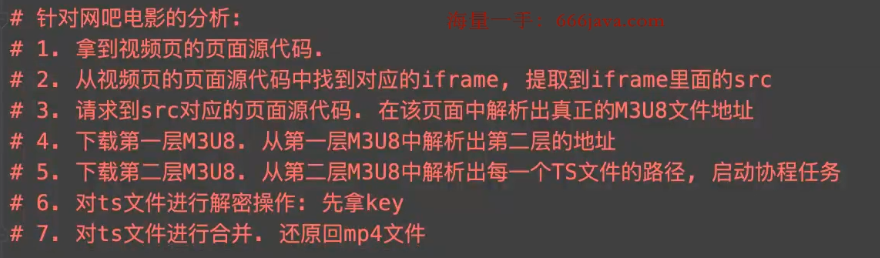 # 针对网吧电影的分析:
海量一手: 666java.com
# 1. 拿到视频页的页面源代码.
# 2. 从视频页的页面源代码中找到对应的iframe, 提取到iframe里面的src
# 3. 请求到src对应的页面源代码. 在该页面中解析出真正的M3U8文件地址
# 4. 下载第一层M3U8. 从第一层M3U8中解析出第二层的地址
# 5. 下载第二层M3U8. 从第二层M3U8中解析出每一个TS文件的路径, 启动协程任务
# 6. 对ts文件进行解密操作: 先拿key
# 7. 对ts文件进行合并. 还原回mp4文件